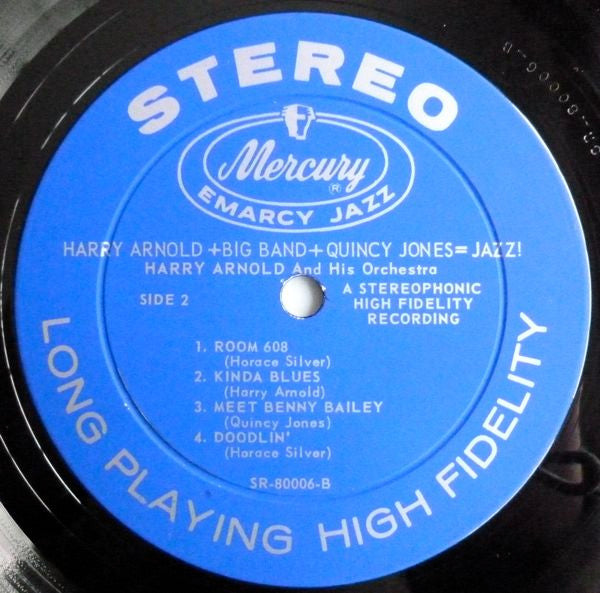 STEREO
Mercury
®
EMARCY JAZZ
HARRY ARNOLD +BIG BAND+ QUINCY JONES= JAZZ!
HARRY ARNOLD And His Orchestra
SIDE 2
A STEREOPHONIC
HIGH FIDELITY
RECORDING
1. ROOM 608
(Horace Silver)
2. KINDA BLUES
(Harry Arnold)
3. MEET BENNY BAILEY
(Quincy Jones)
4. DOODLIN'
(Horace Silver)
SR-80006-B
LONG PLAYING HIGH FIDELITY
SR-80006-B